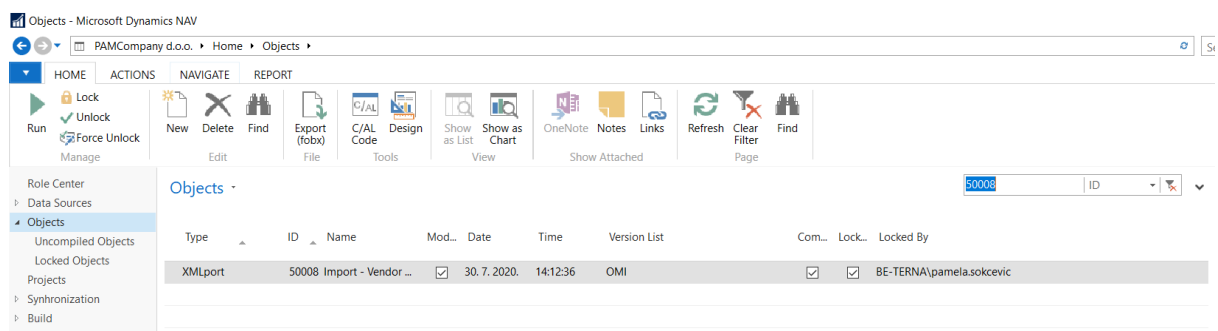 Objects - Microsoft Dynamics NAV
PAMCompany d.o.o. Home Objects
HOME ACTIONS NAVIGATE REPORT
Run
Lock
Unlock
Force Unlock
Manage
New Delete Find
Edit
Export (fobx)
File
C/AL
C/AL Code
Design
Tools
Show as List
Show as Chart
View
OneNote Notes Links
Show Attached
Refresh
Clear Filter
Find
Page
Role Center
Data Sources
Objects
Uncompiled Objects
Locked Objects
Projects
Synhronization
Build
Objects
50008 ID
Type ID Name Mod... Date Time Version List Com... Lock... Locked By
XMLport 50008 Import - Vendor ... 30. 7. 2020. 14:12:36 OMI BE-TERNA\pamela.sokcevic